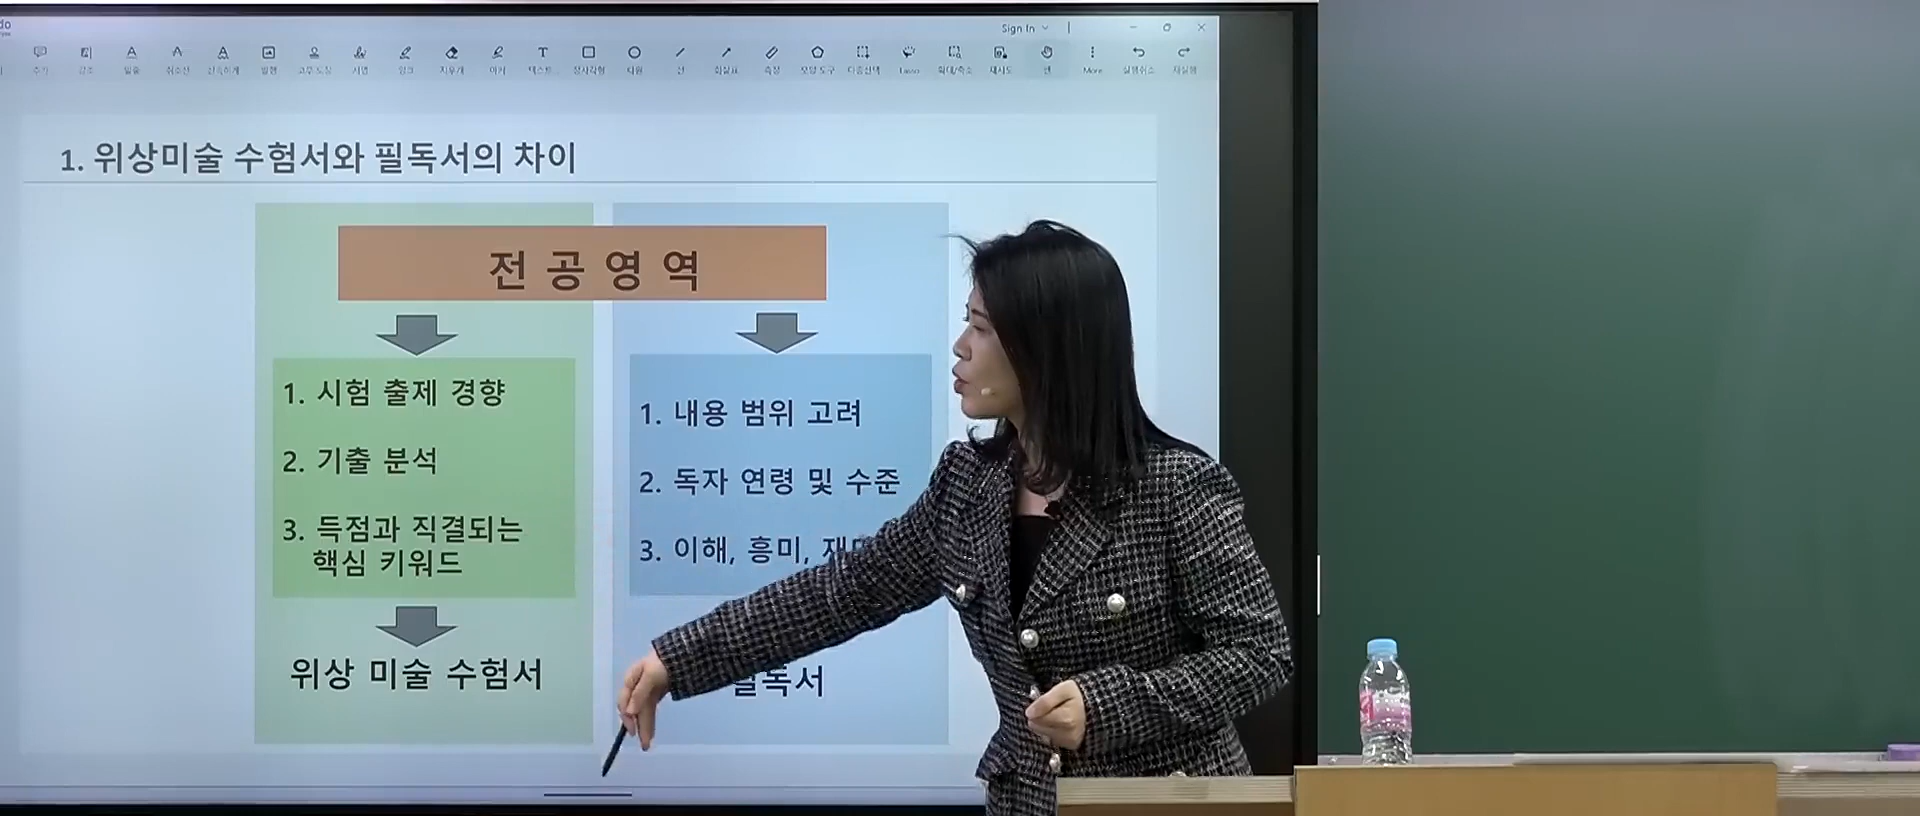 Sign In
More
1. 위상미술 수험서와 필독서의 차이
전 공 영 역
1. 시험 출제 경향
2. 기출 분석
3. 득점과 직결되는
핵심 키워드
위상 미술 수험서
1. 내용 범위 고려
2. 독자 연령 및 수준
3. 이해, 흥미,
필독서